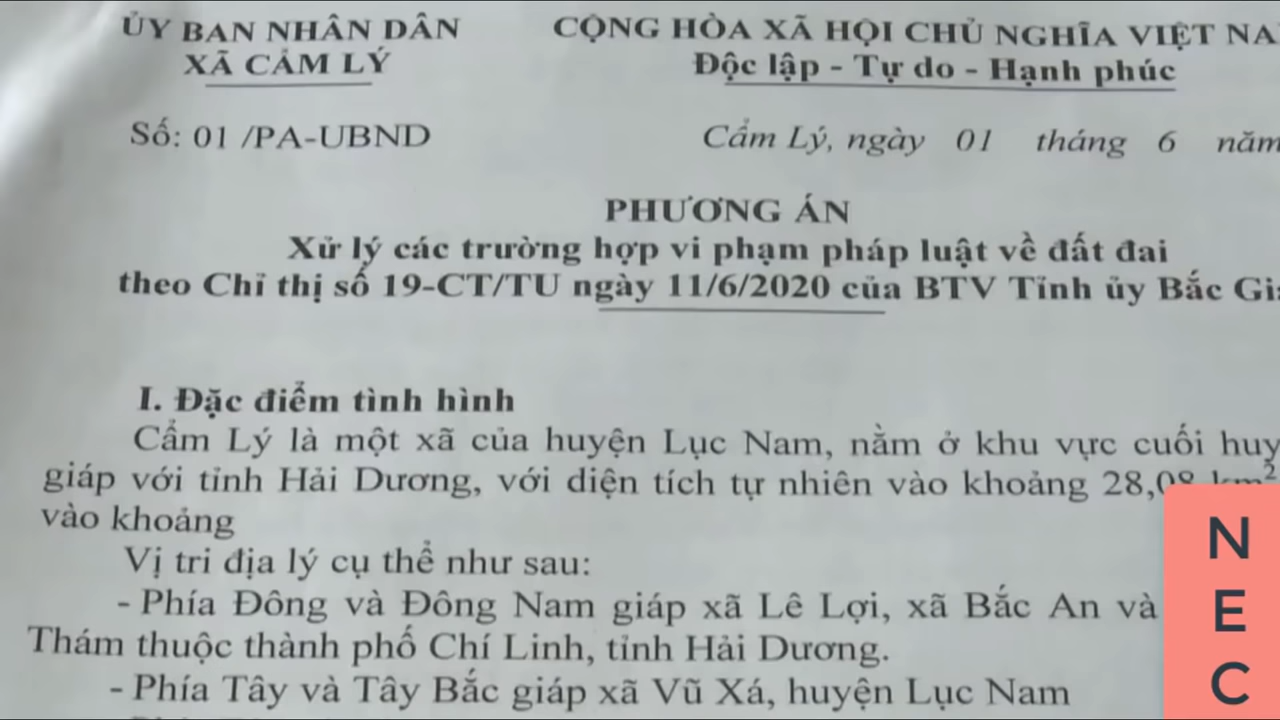 ỦY BAN NHÂN DÂN
XÃ CẨM LÝ
CỘNG HÒA XÃ HỘI CHỦ NGHĨA VIỆT NA
Độc lập - Tự do - Hạnh phúc
Số: 01 /PA-UBND
Cẩm Lý, ngày 01 tháng 6 năm
PHƯƠNG ÁN
Xử lý các trường hợp vi phạm pháp luật về đất đai
theo Chỉ thị số 19-CT/TU ngày 11/6/2020 của BTV Tỉnh ủy Bắc Gia
I. Đặc điểm tình hình
Cẩm Lý là một xã của huyện Lục Nam, nằm ở khu vực cuối huy
giáp với tỉnh Hải Dương, với diện tích tự nhiên vào khoảng 28,08 km²
vào khoảng
Vị tri địa lý cụ thể như sau:
- Phía Đông và Đông Nam giáp xã Lê Lợi, xã Bắc An và
Thám thuộc thành phố Chí Linh, tỉnh Hải Dương.
- Phía Tây và Tây Bắc giáp xã Vũ Xá, huyện Lục Nam
N
E
C